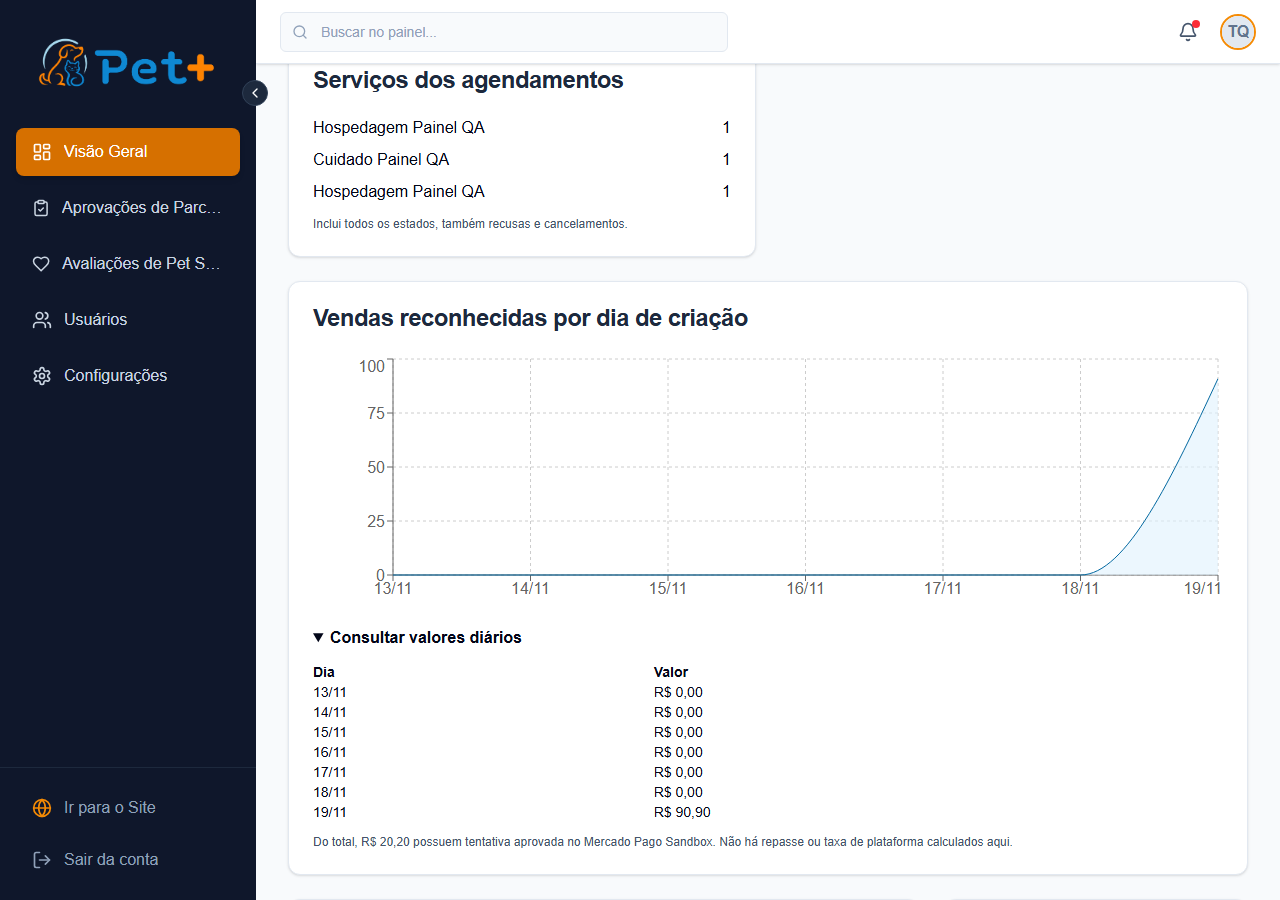 Pet+
Buscar no painel...
TQ
Visão Geral
Aprovações de Parc...
Avaliações de Pet S...
Usuários
Configurações
Ir para o Site
Sair da conta
Serviços dos agendamentos
Hospedagem Painel QA 1
Cuidado Painel QA 1
Hospedagem Painel QA 1
Inclui todos os estados, também recusas e cancelamentos.
Vendas reconhecidas por dia de criação
100
75
50
25
0
13/11 14/11 15/11 16/11 17/11 18/11 19/11
▼ Consultar valores diários
Dia Valor
13/11 R$ 0,00
14/11 R$ 0,00
15/11 R$ 0,00
16/11 R$ 0,00
17/11 R$ 0,00
18/11 R$ 0,00
19/11 R$ 90,90
Do total, R$ 20,20 possuem tentativa aprovada no Mercado Pago Sandbox. Não há repasse ou taxa de plataforma calculados aqui.